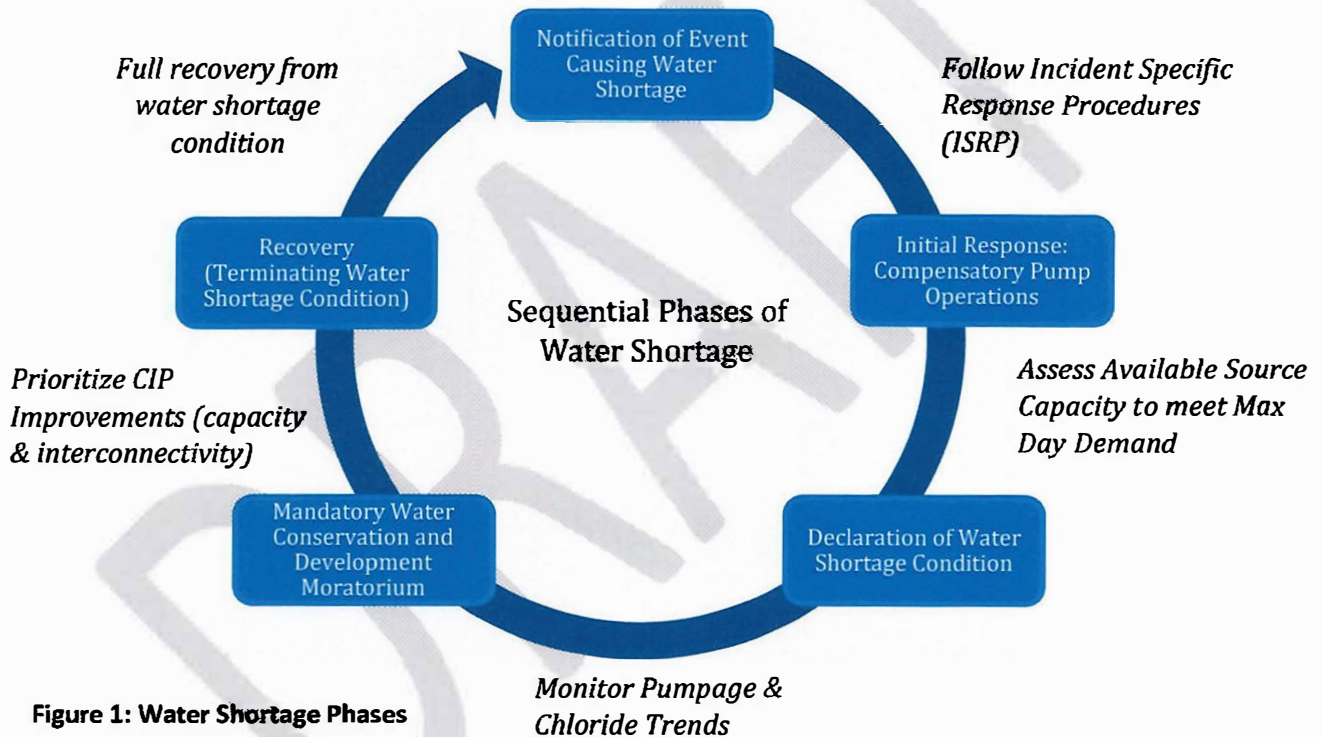 Notification of Event
Causing Water
Shortage
Follow Incident Specific
Response Procedures
(ISRP)
Initial Response:
Compensatory Pump
Operations
Assess Available Source
Capacity to meet Max
Day Demand
Declaration of Water
Shortage Condition
Monitor Pumpage &
Chloride Trends
Mandatory Water
Conservation and
Development
Moratorium
Prioritize CIP
Improvements (capacity
& interconnectivity)
Recovery
(Terminating Water
Shortage Condition)
Full recovery from
water shortage
condition
Sequential Phases of
Water Shortage
Figure 1: Water Shortage Phases
DRAFT